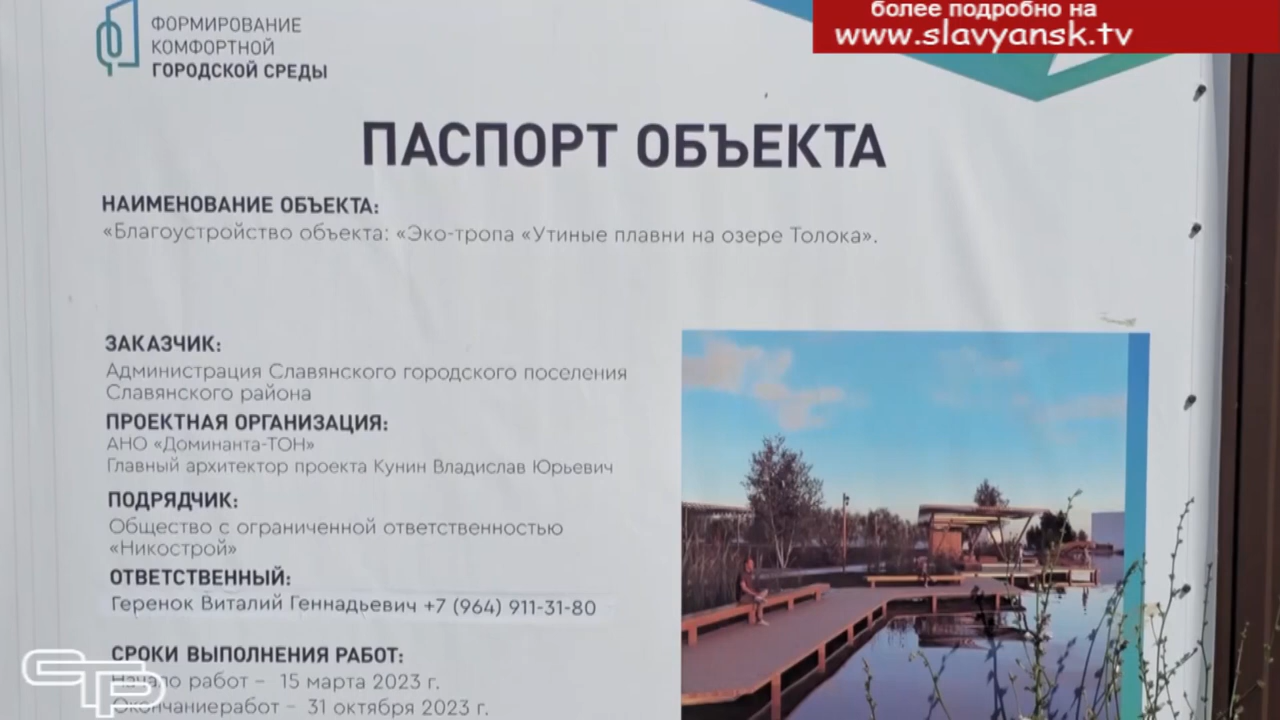 более подробно на
www.slavyansk.tv
ФОРМИРОВАНИЕ
КОМФОРТНОЙ
ГОРОДСКОЙ СРЕДЫ
ПАСПОРТ ОБЪЕКТА
НАИМЕНОВАНИЕ ОБЪЕКТА:
«Благоустройство объекта: «Эко-тропа «Утиные плавни на озере Толока».
ЗАКАЗЧИК:
Администрация Славянского городского поселения
Славянского района
ПРОЕКТНАЯ ОРГАНИЗАЦИЯ:
АНО «Доминанта-ТОН»
Главный архитектор проекта Кунин Владислав Юрьевич
ПОДРЯДЧИК:
Общество с ограниченной ответственностью
«Никострой»
ОТВЕТСТВЕННЫЙ:
Геренок Виталий Геннадьевич +7 (964) 911-31-80
СРОКИ ВЫПОЛНЕНИЯ РАБОТ:
Начало работ – 15 марта 2023 г.
Окончаниеработ – 31 октября 2023 г.
СТР